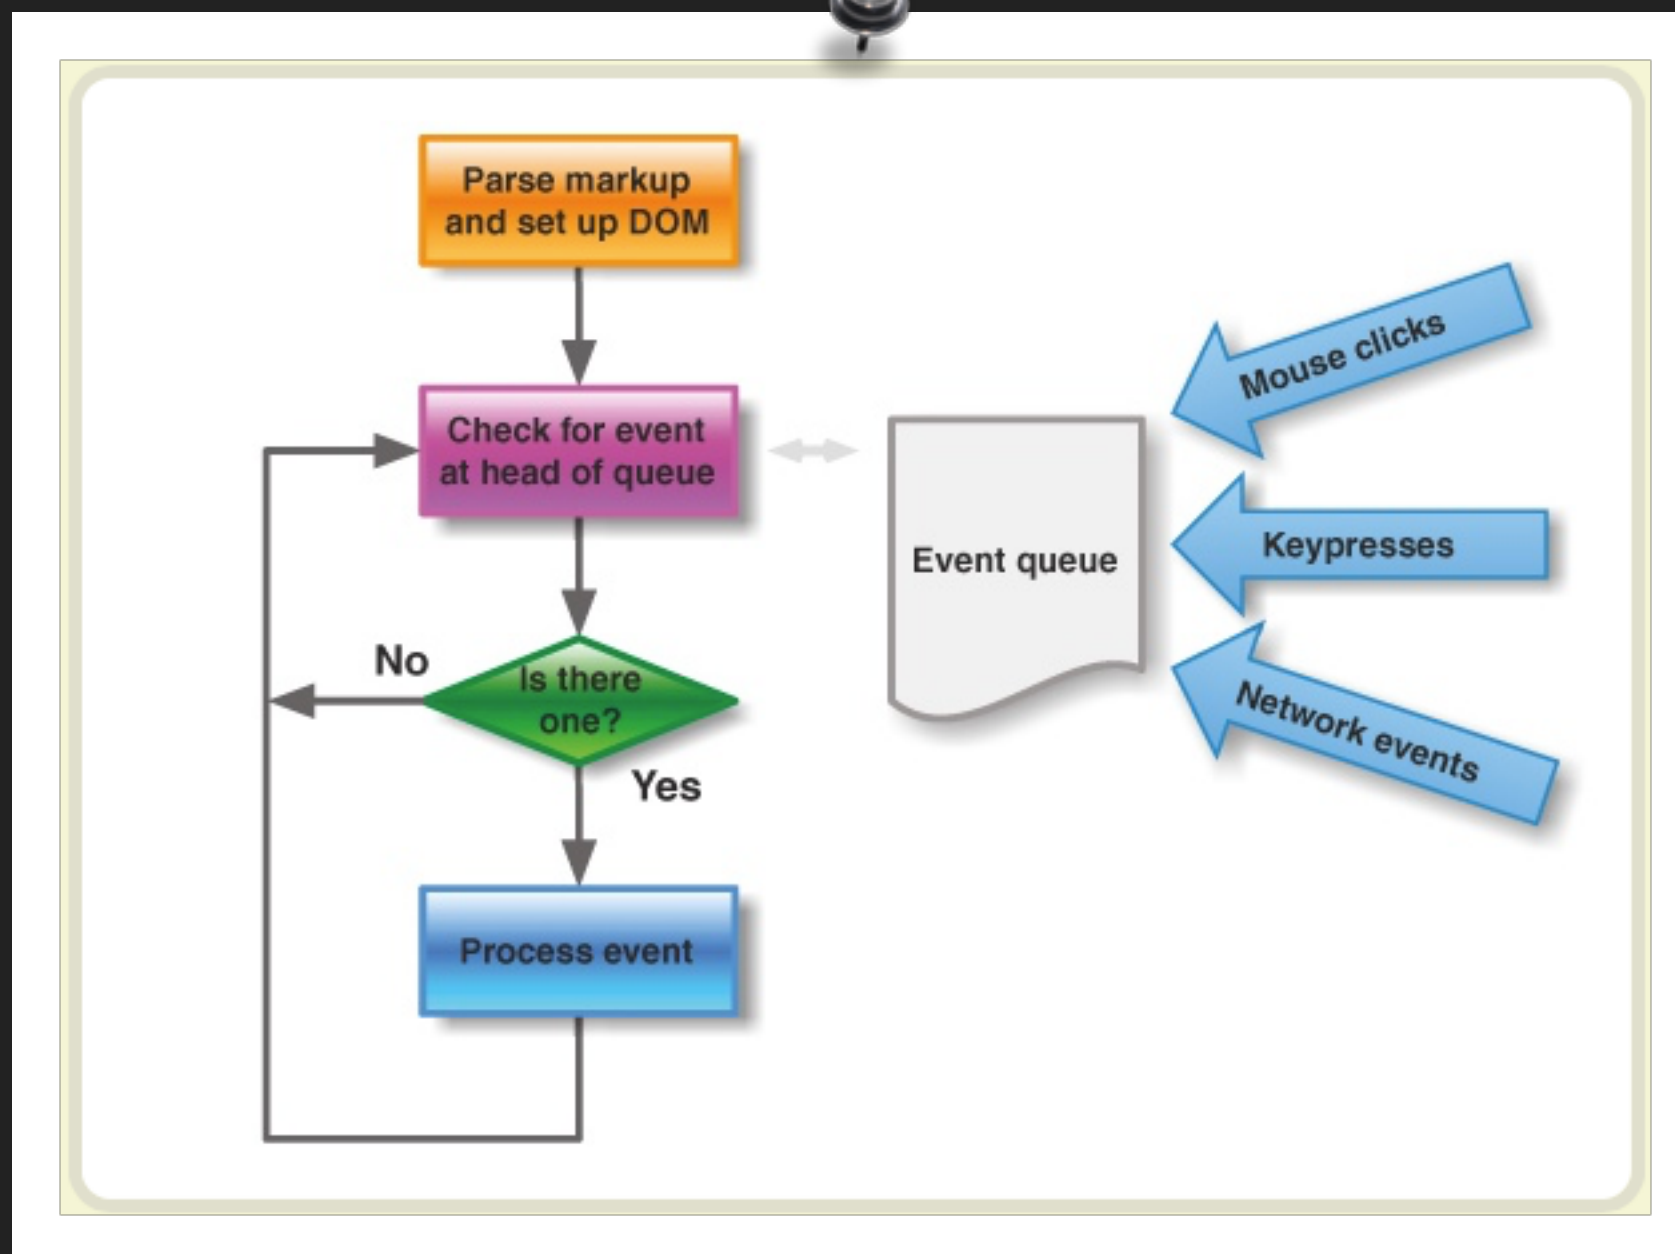 Parse markup
and set up DOM
Check for event
at head of queue
No
Is there
one?
Yes
Process event
Event queue
Mouse clicks
Keypresses
Network events